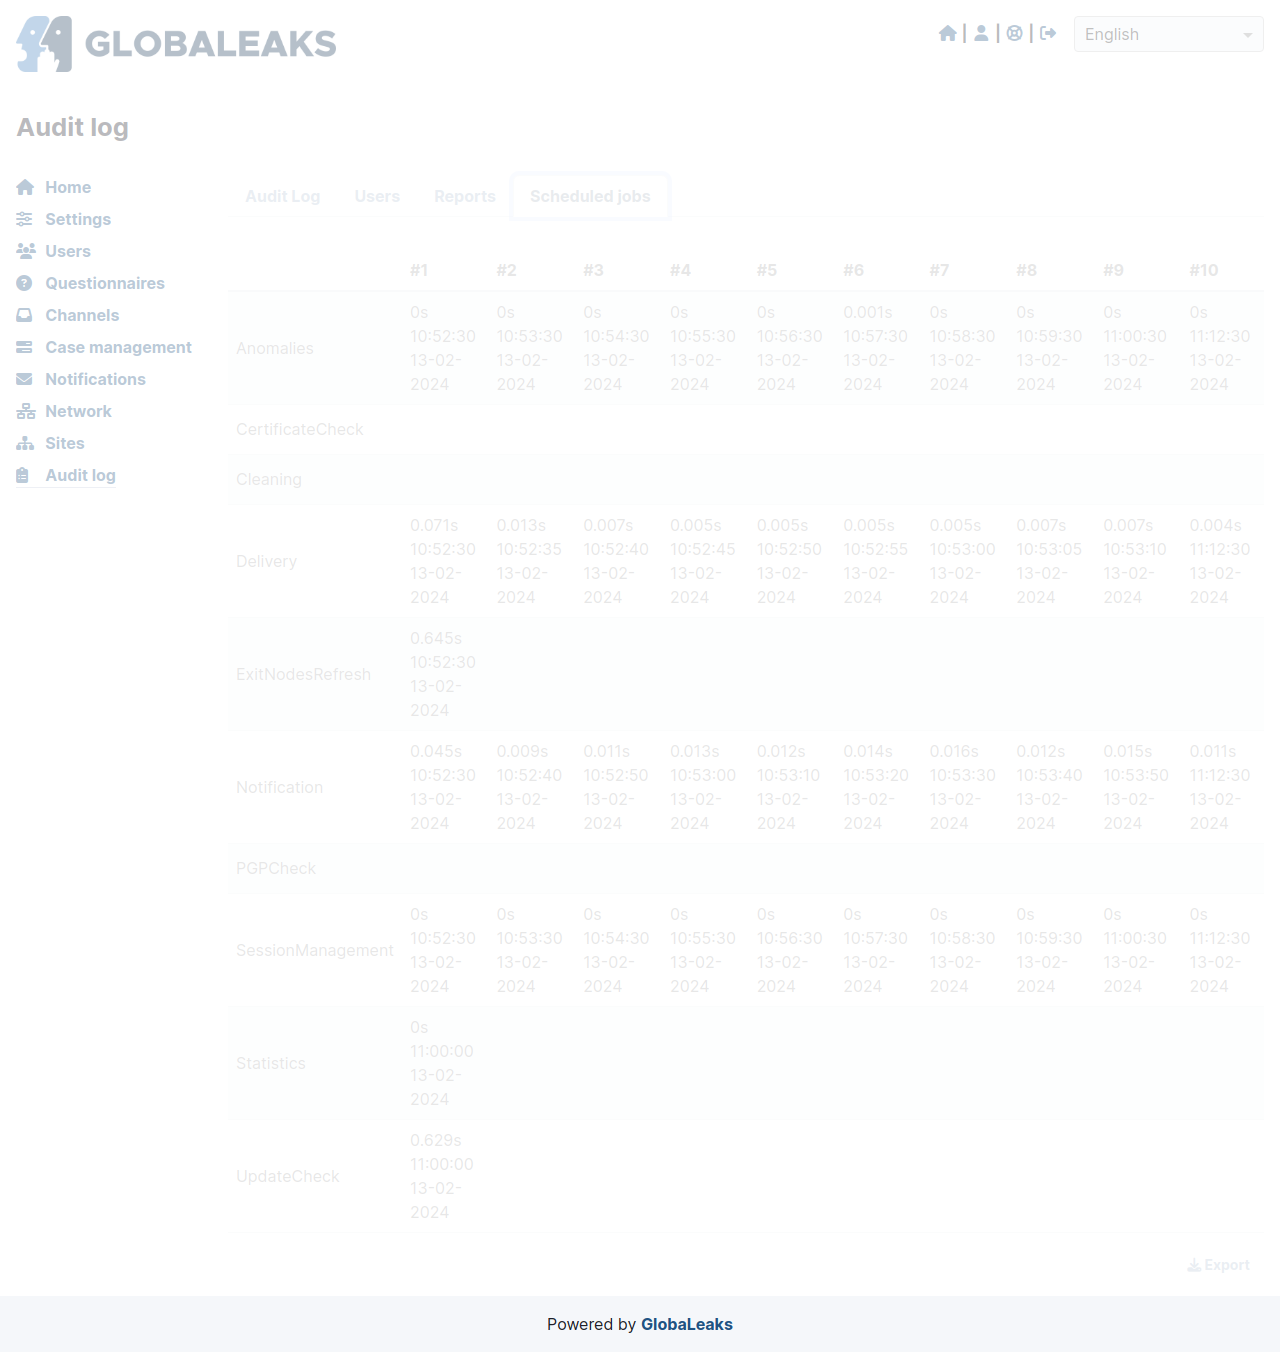 GLOBALEAKS
| | |
English
Audit log
Home
Settings
Users
Questionnaires
Channels
Case management
Notifications
Network
Sites
Audit log
Audit Log Users Reports Scheduled jobs
#1 #2 #3 #4 #5 #6 #7 #8 #9 #10
0s 0s 0s 0s 0s 0.001s 0s 0s 0s 0s
10:52:30 10:53:30 10:54:30 10:55:30 10:56:30 10:57:30 10:58:30 10:59:30 11:00:30 11:12:30
Anomalies
13-02- 13-02- 13-02- 13-02- 13-02- 13-02- 13-02- 13-02- 13-02- 13-02-
2024 2024 2024 2024 2024 2024 2024 2024 2024 2024
CertificateCheck
Cleaning
0.071s 0.013s 0.007s 0.005s 0.005s 0.005s 0.005s 0.007s 0.007s 0.004s
10:52:30 10:52:35 10:52:40 10:52:45 10:52:50 10:52:55 10:53:00 10:53:05 10:53:10 11:12:30
Delivery
13-02- 13-02- 13-02- 13-02- 13-02- 13-02- 13-02- 13-02- 13-02- 13-02-
2024 2024 2024 2024 2024 2024 2024 2024 2024 2024
0.645s
10:52:30
ExitNodesRefresh
13-02-
2024
0.045s 0.009s 0.011s 0.013s 0.012s 0.014s 0.016s 0.012s 0.015s 0.011s
10:52:30 10:52:40 10:52:50 10:53:00 10:53:10 10:53:20 10:53:30 10:53:40 10:53:50 11:12:30
Notification
13-02- 13-02- 13-02- 13-02- 13-02- 13-02- 13-02- 13-02- 13-02- 13-02-
2024 2024 2024 2024 2024 2024 2024 2024 2024 2024
PGPCheck
0s 0s 0s 0s 0s 0s 0s 0s 0s 0s
10:52:30 10:53:30 10:54:30 10:55:30 10:56:30 10:57:30 10:58:30 10:59:30 11:00:30 11:12:30
SessionManagement
13-02- 13-02- 13-02- 13-02- 13-02- 13-02- 13-02- 13-02- 13-02- 13-02-
2024 2024 2024 2024 2024 2024 2024 2024 2024 2024
0s
11:00:00
Statistics
13-02-
2024
0.629s
11:00:00
UpdateCheck
13-02-
2024
Export
Powered by GlobaLeaks